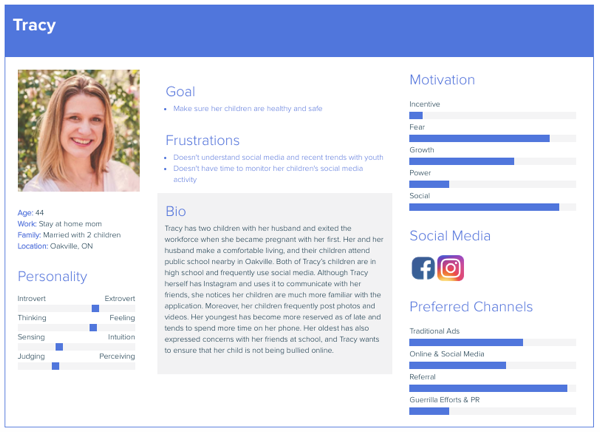 Tracy
Age: 44
Work: Stay at home mom
Family: Married with 2 children
Location: Oakville, ON
Personality
Introvert Extrovert
Thinking Feeling
Sensing Intuition
Judging Perceiving
Goal
Make sure her children are healthy and safe
Frustrations
Doesn't understand social media and recent trends with youth
Doesn't have time to monitor her children's social media
activity
Bio
Tracy has two children with her husband and exited the
workforce when she became pregnant with her first. Her and her
husband make a comfortable living, and their children attend
public school nearby in Oakville. Both of Tracy's children are in
high school and frequently use social media. Although Tracy
herself has Instagram and uses it to communicate with her
friends, she notices her children are much more familiar with the
application. Moreover, her children frequently post photos and
videos. Her youngest has become more reserved as of late and
tends to spend more time on her phone. Her oldest has also
expressed concerns with her friends at school, and Tracy wants
to ensure that her child is not being bullied online.
Motivation
Incentive
Fear
Growth
Power
Social
Social Media
Preferred Channels
Traditional Ads
Online & Social Media
Referral
Guerrilla Efforts & PR